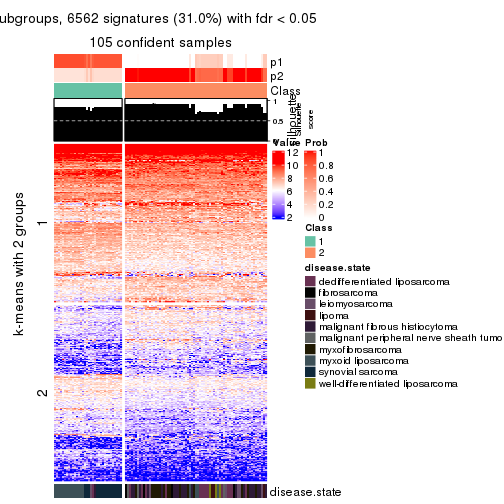 ubgroups, 6562 signatures (31.0%) with fdr < 0.05
105 confident samples
p1
p2
Class
1
0.5
Silhouette
score
Value
12
10
8
6
4
2
Prob
1
0.8
0.6
0.4
0.2
0
Class
1
2
disease.state
dedifferentiated liposarcoma
fibrosarcoma
leiomyosarcoma
lipoma
malignant fibrous histiocytoma
malignant peripheral nerve sheath tumo
myxofibrosarcoma
myxoid liposarcoma
synovial sarcoma
well-differentiated liposarcoma
k-means with 2 groups
1
2
disease.state